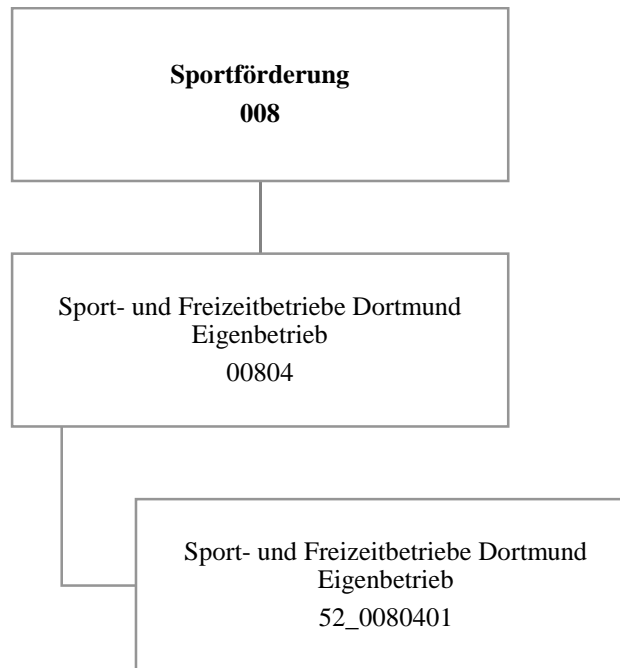 Sportförderung
008
Sport- und Freizeitbetriebe Dortmund
Eigenbetrieb
00804
Sport- und Freizeitbetriebe Dortmund
Eigenbetrieb
52_0080401